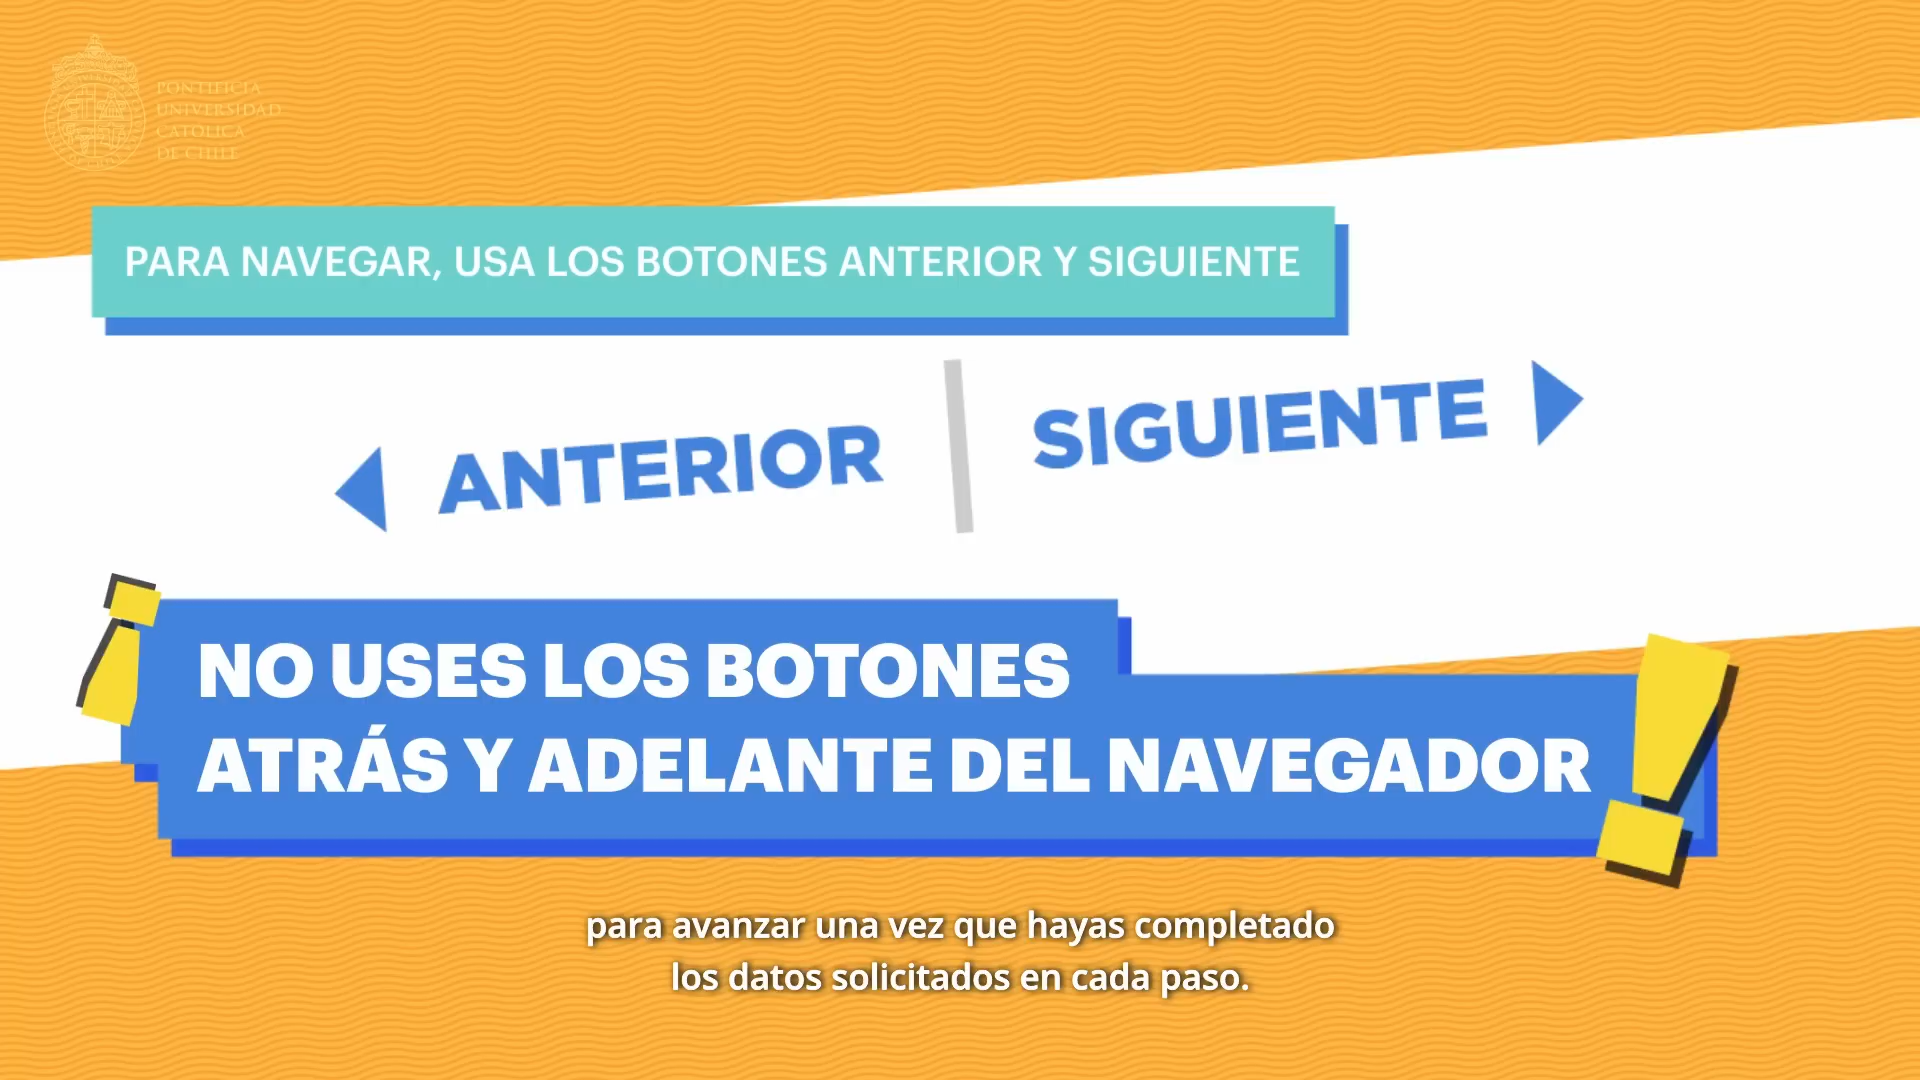 PONTIFICIA
UNIVERSIDAD
CATÓLICA
DE CHILE
PARA NAVEGAR, USA LOS BOTONES ANTERIOR Y SIGUIENTE
ANTERIOR
SIGUIENTE
¡NO USES LOS BOTONES
ATRÁS Y ADELANTE DEL NAVEGADOR!
para avanzar una vez que hayas completado
los datos solicitados en cada paso.